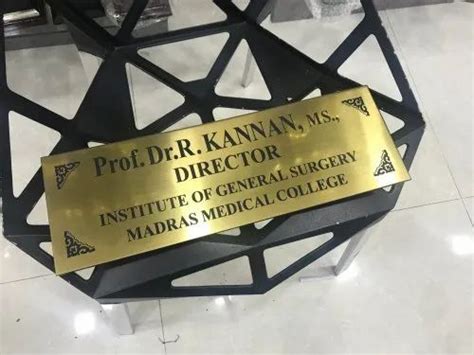 Prof. Dr.R. KANNAN, MS.,
DIRECTOR
INSTITUTE OF GENERAL SURGERY
MADRAS MEDICAL COLLEGE